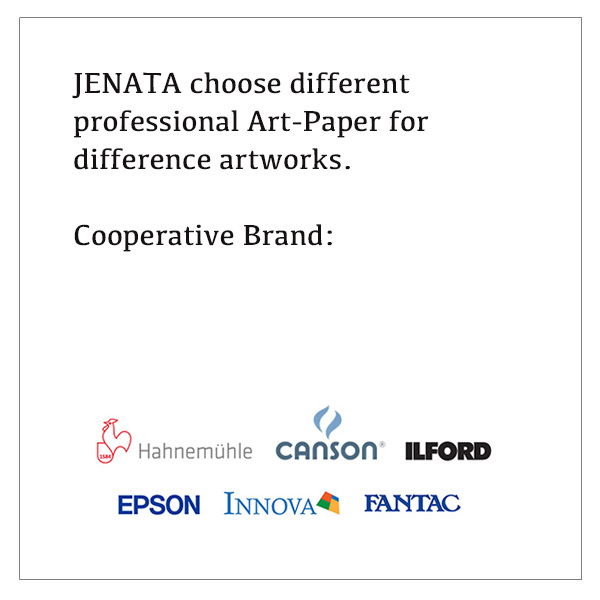 JENATA choose different
professional Art-Paper for
difference artworks.
Cooperative Brand:
1584 Hahnemühle CANSON® ILFORD
EPSON INNOVA FANTAC